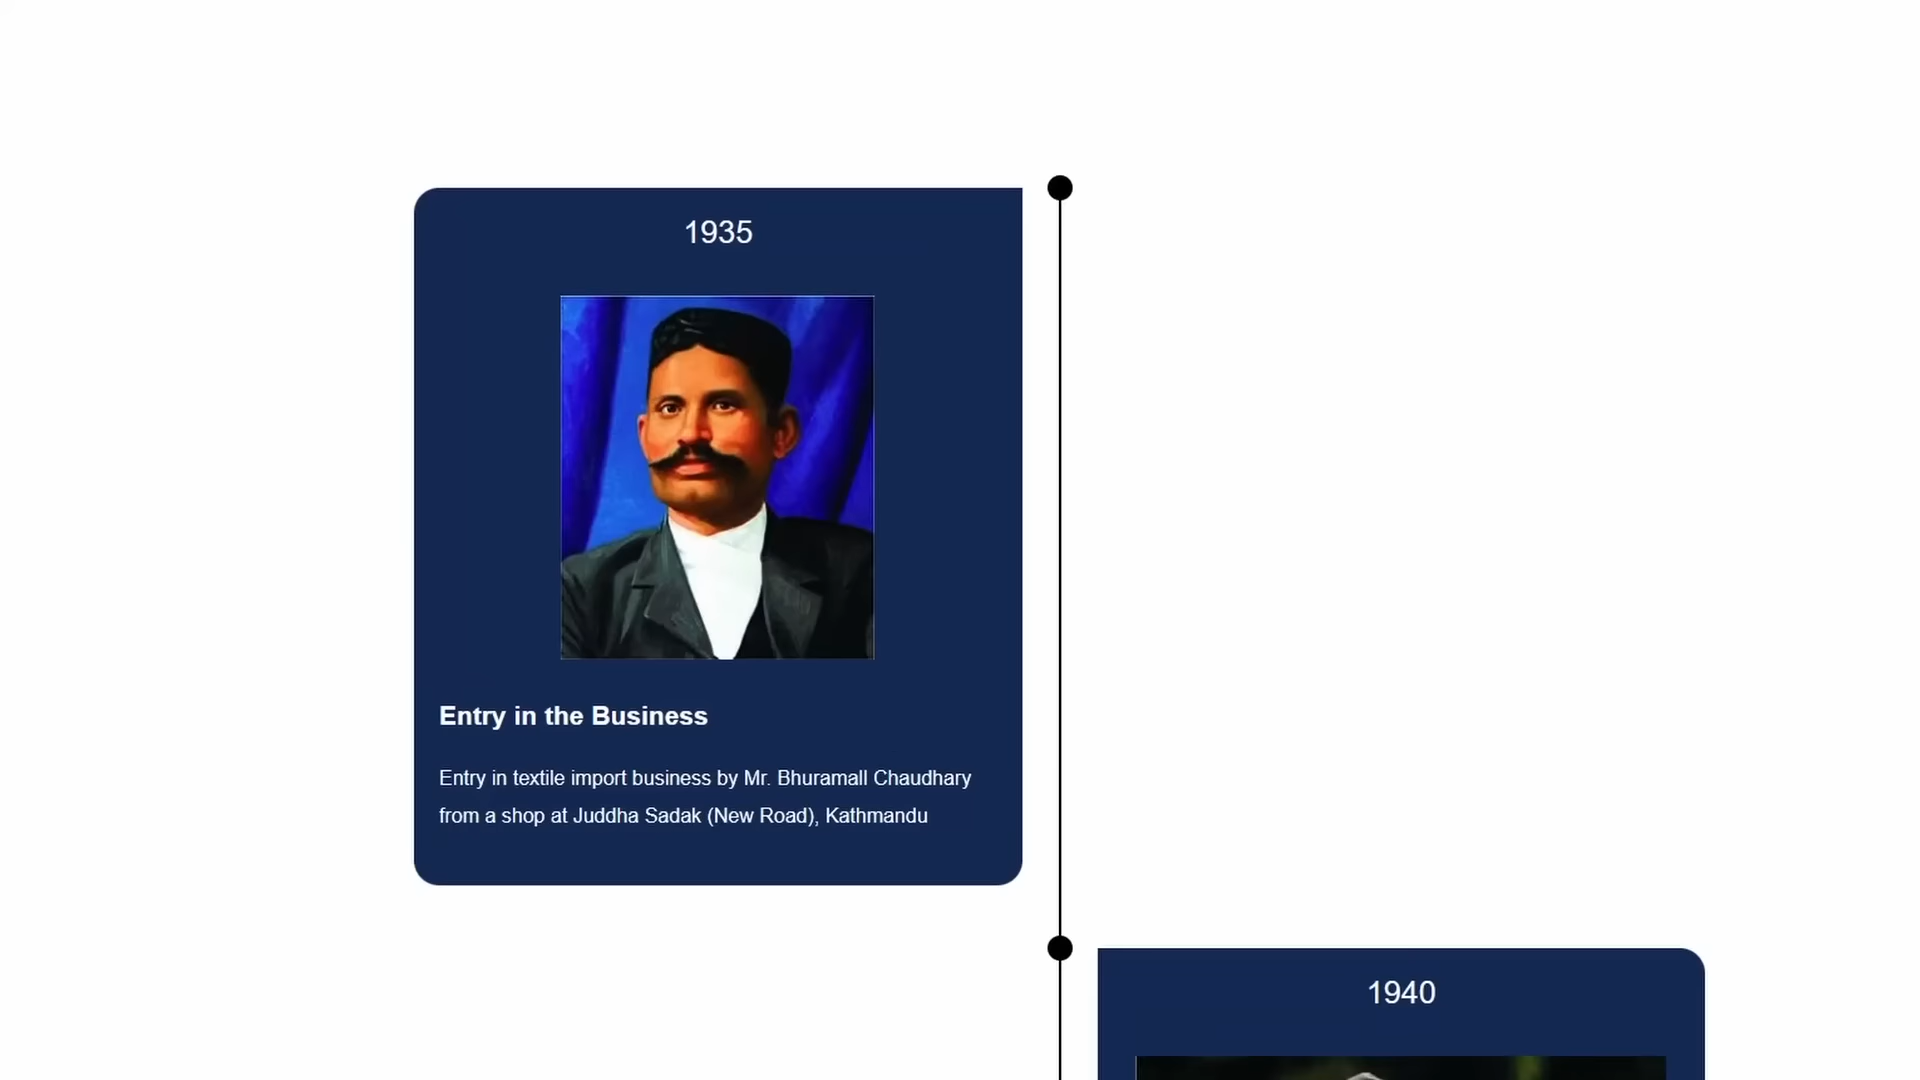 1935
Entry in the Business
Entry in textile import business by Mr. Bhuramall Chaudhary
from a shop at Juddha Sadak (New Road), Kathmandu
1940